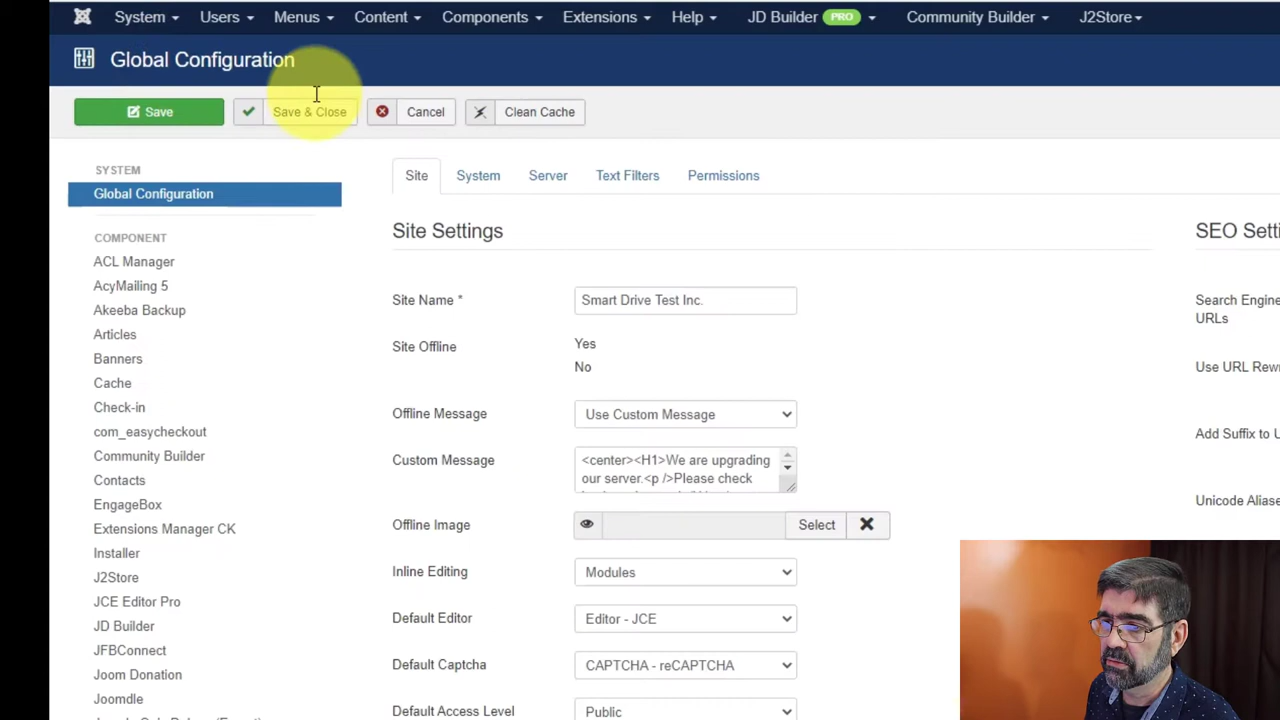 System Users Menus Content Components Extensions Help JD Builder PRO Community Builder J2Store
Global Configuration
Save Save & Close Cancel Clean Cache
SYSTEM
Global Configuration
COMPONENT
ACL Manager
AcyMailing 5
Akeeba Backup
Articles
Banners
Cache
Check-in
com_easycheckout
Community Builder
Contacts
EngageBox
Extensions Manager CK
Installer
J2Store
JCE Editor Pro
JD Builder
JFBConnect
Joom Donation
Joomdle
Site System Server Text Filters Permissions
Site Settings
Site Name * Smart Drive Test Inc.
Site Offline Yes
No
Offline Message Use Custom Message
Custom Message <center><H1>We are upgrading
our server.<p />Please check
Offline Image Select
Inline Editing Modules
Default Editor Editor - JCE
Default Captcha CAPTCHA - reCAPTCHA
Default Access Level Public
SEO Setti
Search Engine
URLs
Use URL Rewr
Add Suffix to U
Unicode Aliase